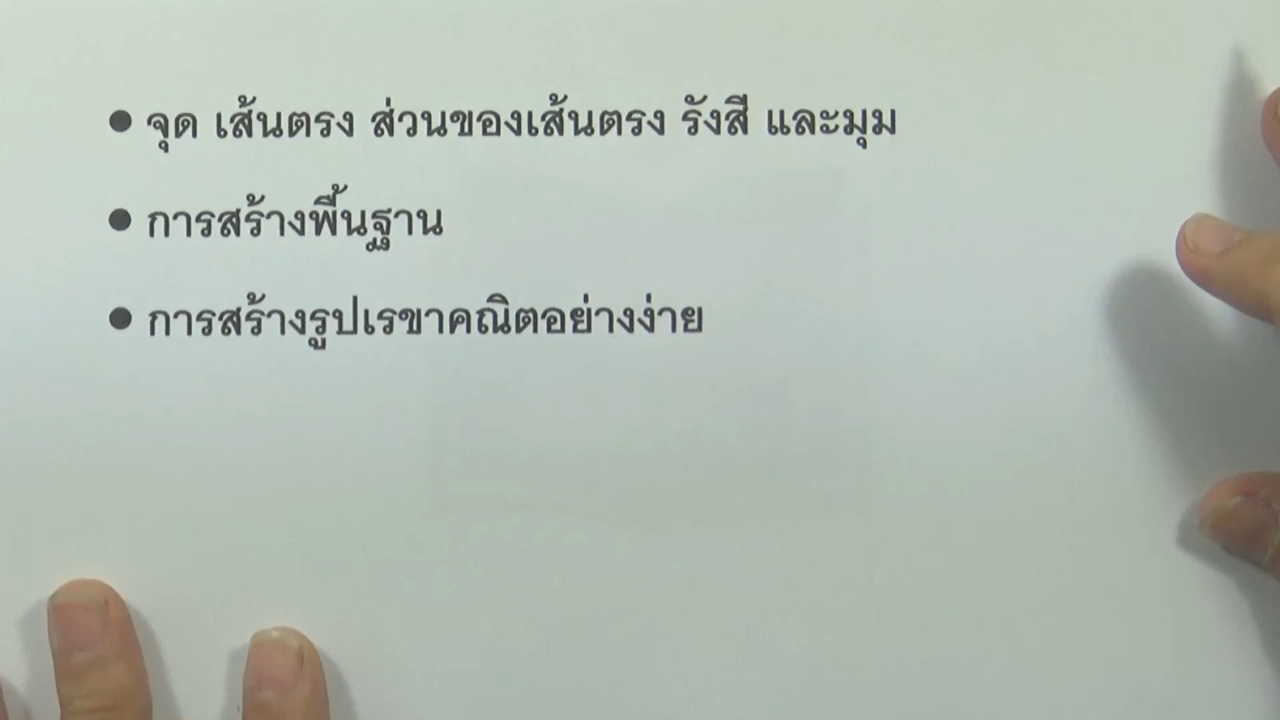 ● จุด เส้นตรง ส่วนของเส้นตรง รังสี และมุม
● การสร้างพื้นฐาน
● การสร้างรูปเรขาคณิตอย่างง่าย